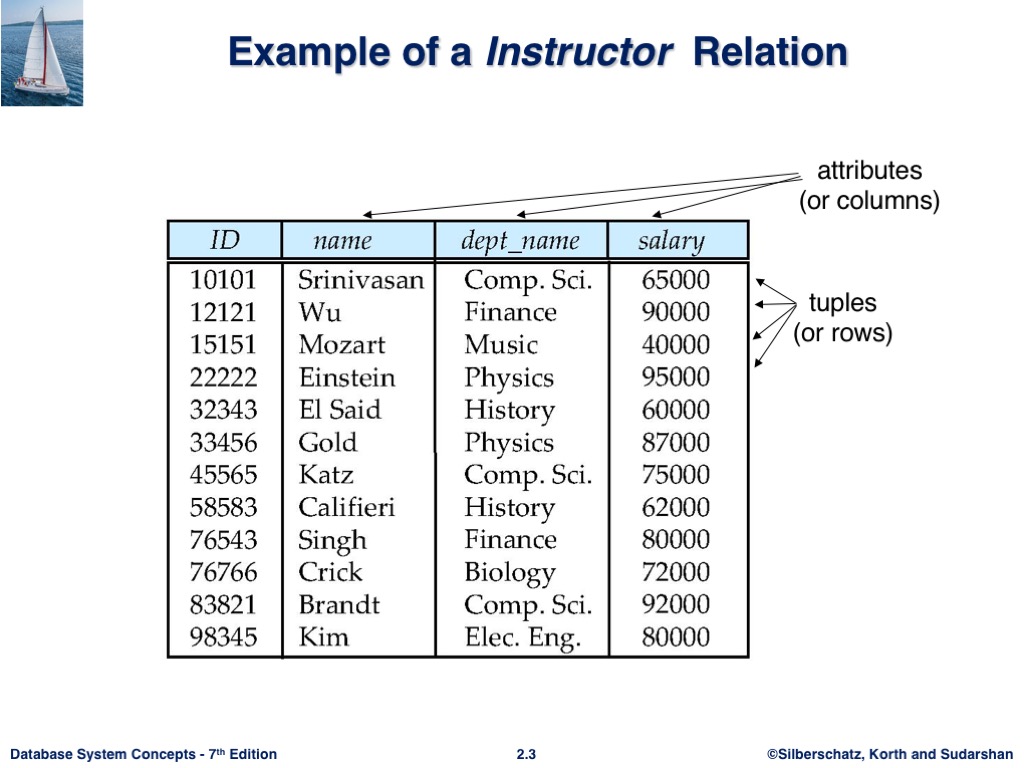 Example of a Instructor Relation
attributes
(or columns)
ID name dept_name salary
10101 Srinivasan Comp. Sci. 65000
12121 Wu Finance 90000
15151 Mozart Music 40000
22222 Einstein Physics 95000
32343 El Said History 60000
33456 Gold Physics 87000
45565 Katz Comp. Sci. 75000
58583 Califieri History 62000
76543 Singh Finance 80000
76766 Crick Biology 72000
83821 Brandt Comp. Sci. 92000
98345 Kim Elec. Eng. 80000
tuples
(or rows)
Database System Concepts - 7th Edition 2.3 ©Silberschatz, Korth and Sudarshan